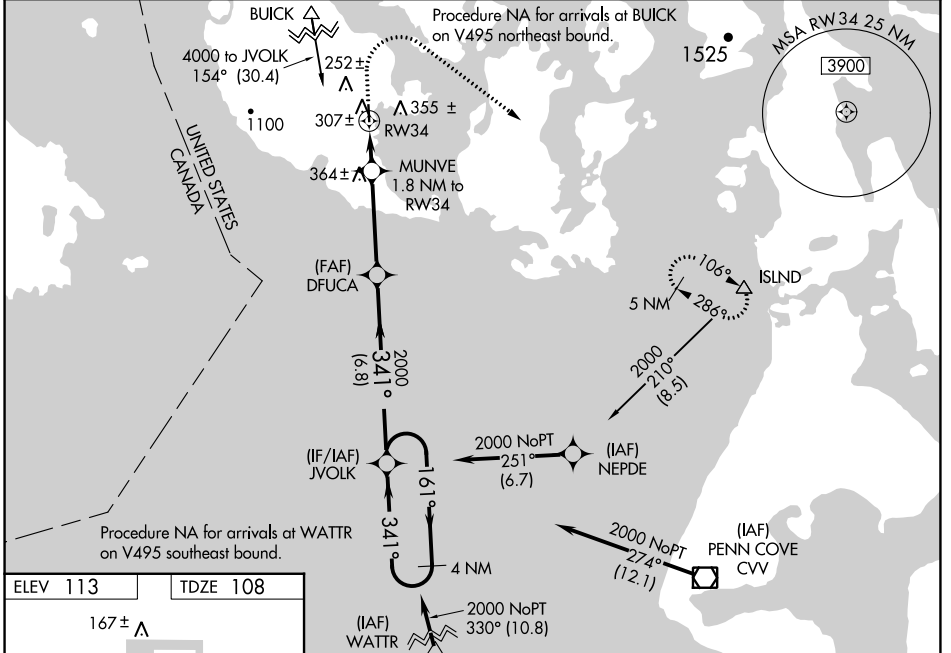 BUICK
Procedure NA for arrivals at BUICK
on V495 northeast bound.
4000 to JVOLK
154° (30.4)
252 ±
1525
MSA RW34 25 NM
3900
1100
307 ±
355 ±
RW34
UNITED STATES
CANADA
364 ±
MUNVE
1.8 NM to
RW34
(FAF)
DFUCA
106°
ISLND
5 NM
286°
2000
341°
(6.8)
2000
210°
(8.5)
(IF/IAF)
JVOLK
2000 NoPT
251°
(6.7)
(IAF)
NEPDE
161°
341°
4 NM
Procedure NA for arrivals at WATTR
on V495 southeast bound.
2000 NoPT
274°
(12.1)
(IAF)
PENN COVE
CVV
ELEV 113
TDZE 108
167 ±
(IAF)
WATTR
2000 NoPT
330° (10.8)